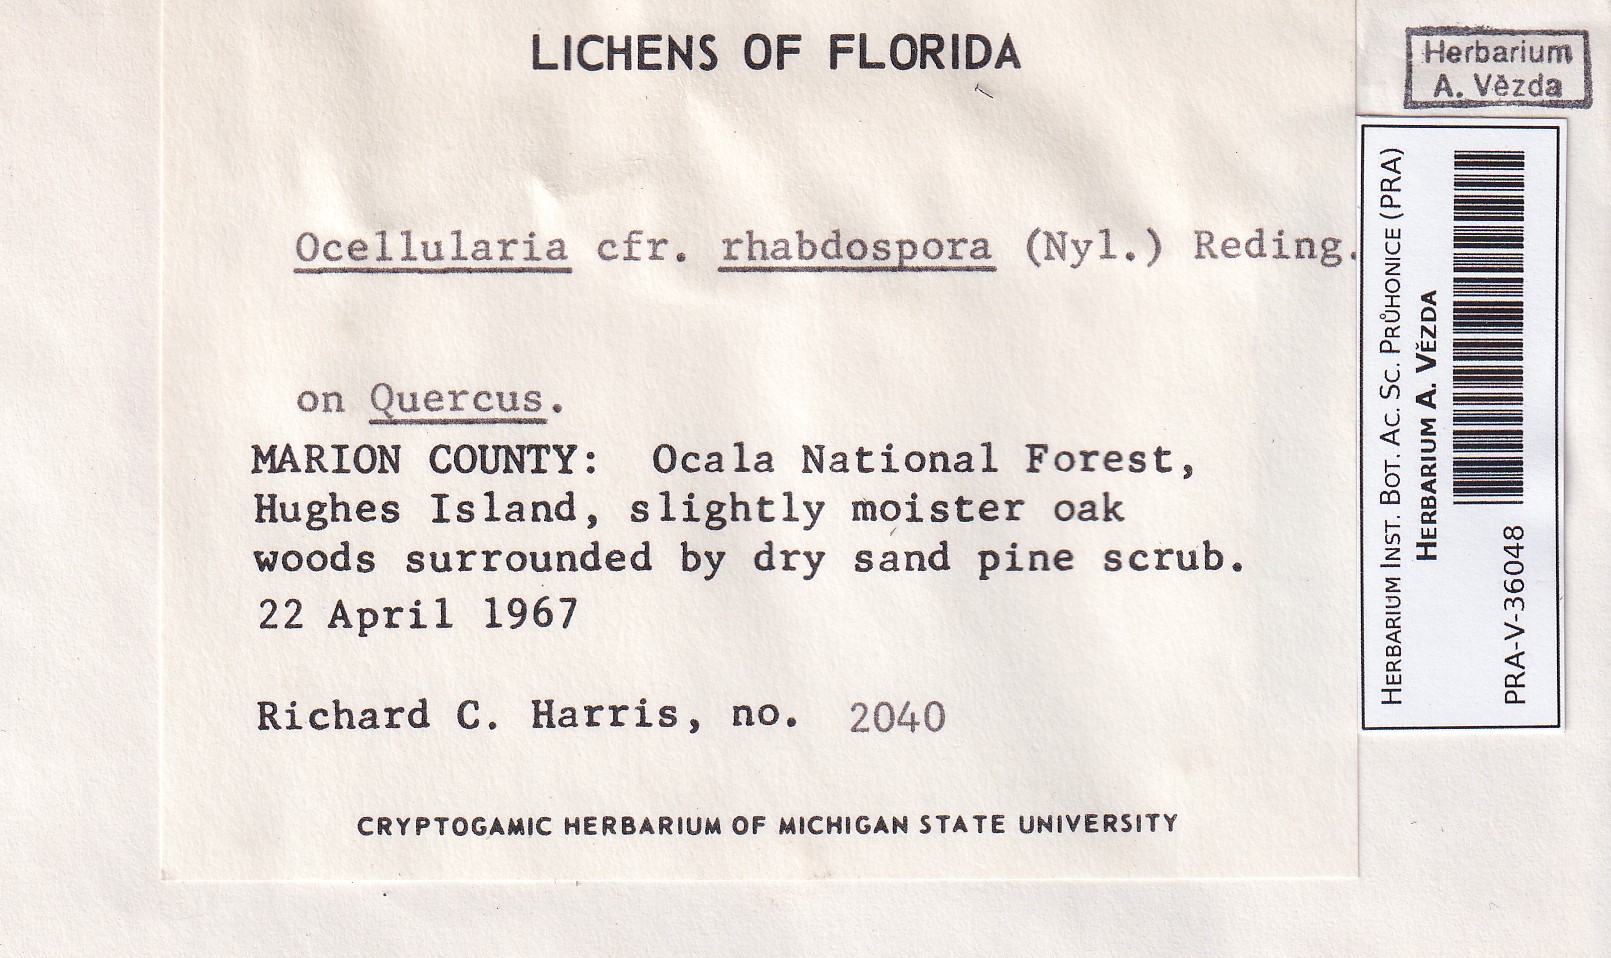 LICHENS OF FLORIDA
Ocellularia cfr. rhabdospora (Nyl.) Reding.
on Quercus.
MARION COUNTY: Ocala National Forest,
Hughes Island, slightly moister oak
woods surrounded by dry sand pine scrub.
22 April 1967
Richard C. Harris, no. 2040
CRYPTOGAMIC HERBARIUM OF MICHIGAN STATE UNIVERSITY
Herbarium
A. Vězda
HERBARIUM INST. BOT. AC. SC. PRŮHONICE (PRA)
HERBARIUM A. VĚZDA
PRA-V-36048